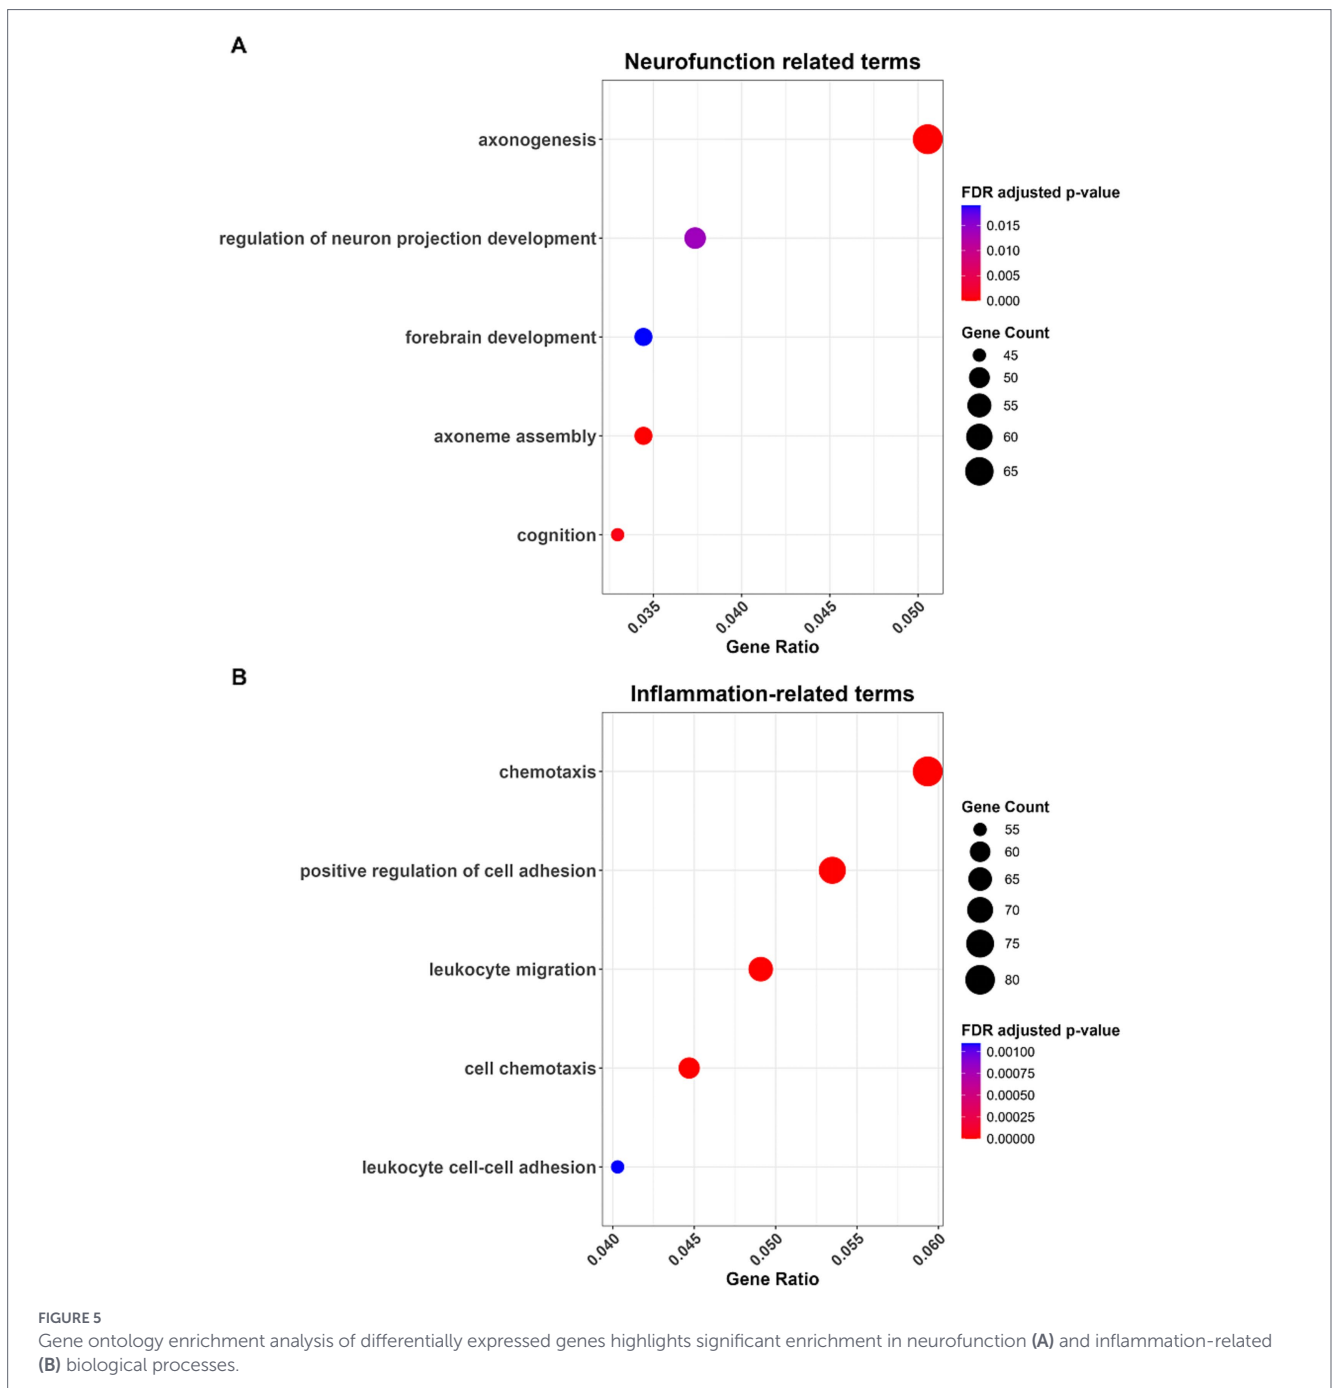 A
Neurofunction related terms
axonogenesis
regulation of neuron projection development
forebrain development
axoneme assembly
cognition
0.035
0.040
0.045
0.050
Gene Ratio
FDR adjusted p-value
0.015
0.010
0.005
0.000
Gene Count
45
50
55
60
65
B
Inflammation-related terms
chemotaxis
positive regulation of cell adhesion
leukocyte migration
cell chemotaxis
leukocyte cell-cell adhesion
0.040
0.045
0.050
0.055
0.060
Gene Ratio
Gene Count
55
60
65
70
75
80
FDR adjusted p-value
0.00100
0.00075
0.00050
0.00025
0.00000
FIGURE 5
Gene ontology enrichment analysis of differentially expressed genes highlights significant enrichment in neurofunction (A) and inflammation-related
(B) biological processes.